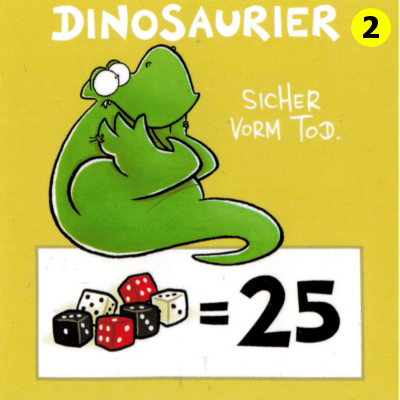 DINOSAURIER
2
SICHER
VORM TOD.
= 25